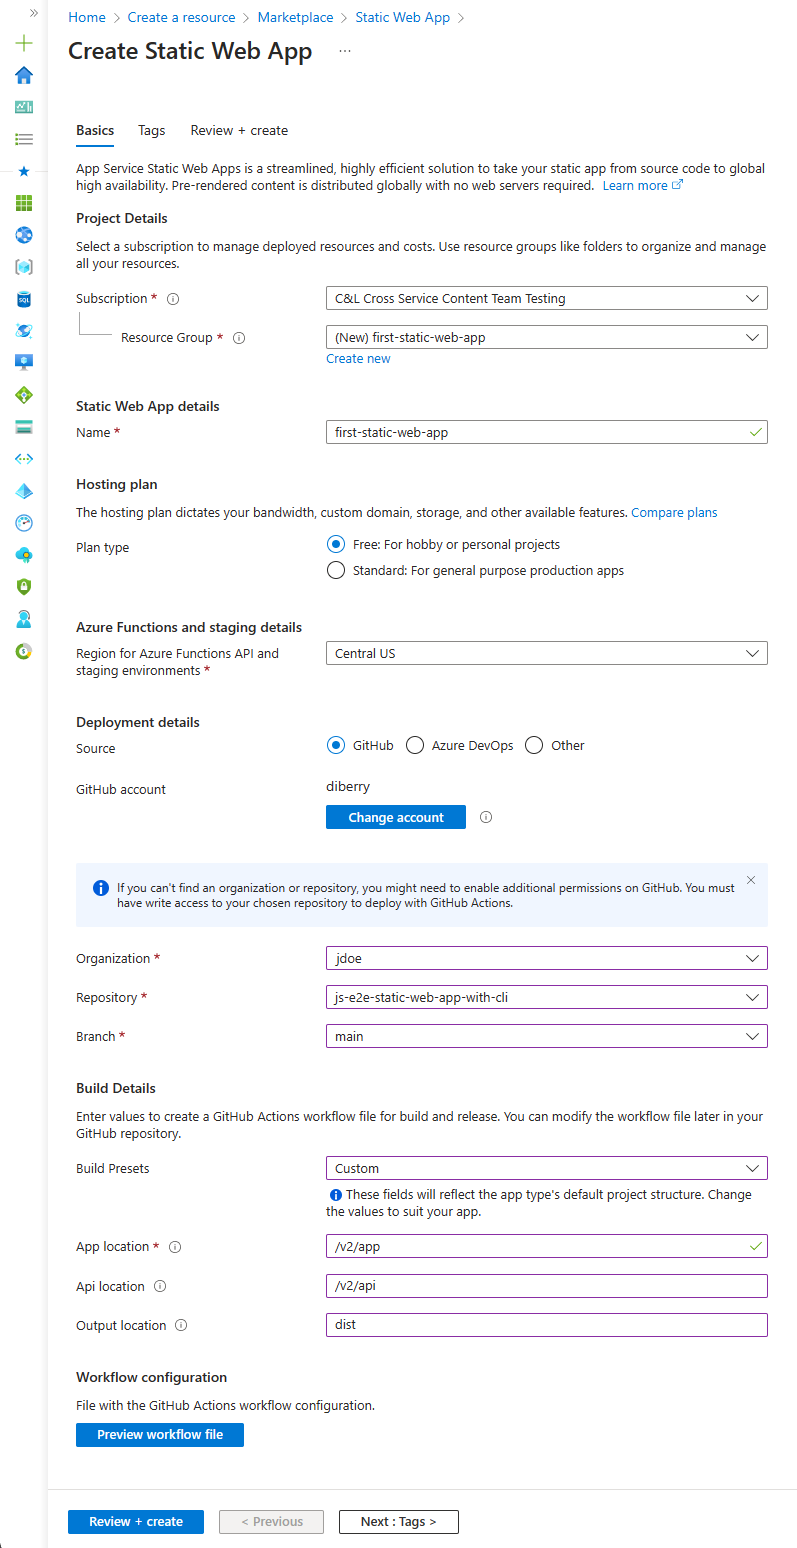 Home > Create a resource > Marketplace > Static Web App >
Create Static Web App ...
Basics Tags Review + create
App Service Static Web Apps is a streamlined, highly efficient solution to take your static app from source code to global
high availability. Pre-rendered content is distributed globally with no web servers required. Learn more
Project Details
Select a subscription to manage deployed resources and costs. Use resource groups like folders to organize and manage
all your resources.
Subscription * C&L Cross Service Content Team Testing
Resource Group * (New) first-static-web-app
Create new
Static Web App details
Name * first-static-web-app
Hosting plan
The hosting plan dictates your bandwidth, custom domain, storage, and other available features. Compare plans
Plan type Free: For hobby or personal projects
Standard: For general purpose production apps
Azure Functions and staging details
Region for Azure Functions API and Central US
staging environments *
Deployment details
Source GitHub Azure DevOps Other
GitHub account diberry
Change account
If you can't find an organization or repository, you might need to enable additional permissions on GitHub. You must
have write access to your chosen repository to deploy with GitHub Actions.
Organization * jdoe
Repository * js-e2e-static-web-app-with-cli
Branch * main
Build Details
Enter values to create a GitHub Actions workflow file for build and release. You can modify the workflow file later in your
GitHub repository.
Build Presets Custom
These fields will reflect the app type's default project structure. Change
the values to suit your app.
App location * /v2/app
Api location /v2/api
Output location dist
Workflow configuration
File with the GitHub Actions workflow configuration.
Preview workflow file
Review + create < Previous Next : Tags >